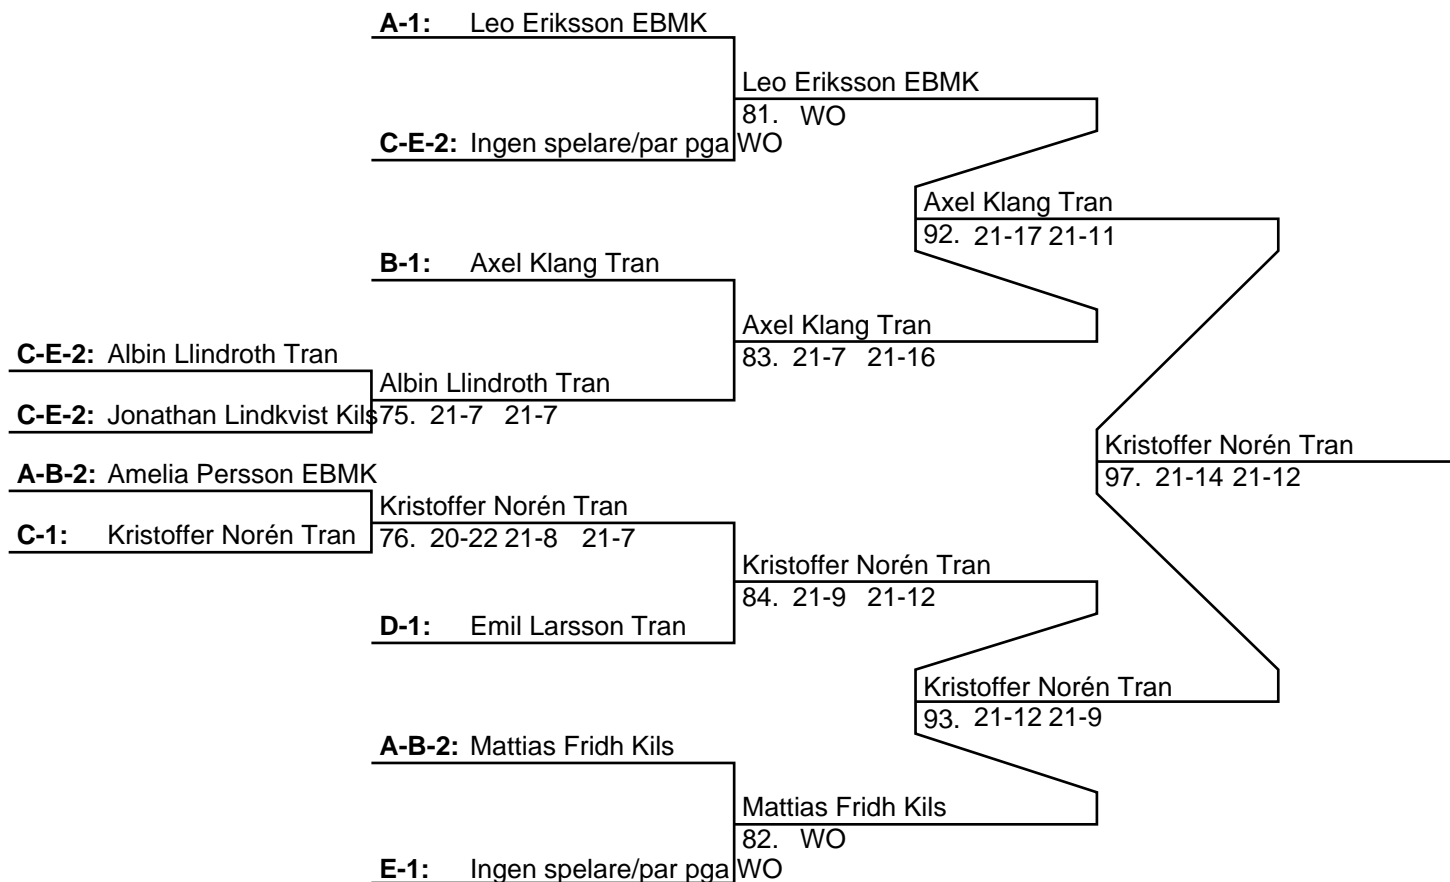 A-1: Leo Eriksson EBMK
Leo Eriksson EBMK
81. WO
C-E-2: Ingen spelare/par pga WO
Axel Klang Tran
92. 21-17 21-11
B-1: Axel Klang Tran
Axel Klang Tran
83. 21-7 21-16
C-E-2: Albin Llindroth Tran
Albin Llindroth Tran
C-E-2: Jonathan Lindkvist Kils
75. 21-7 21-7
Kristoffer Norén Tran
97. 21-14 21-12
A-B-2: Amelia Persson EBMK
Kristoffer Norén Tran
C-1: Kristoffer Norén Tran
76. 20-22 21-8 21-7
Kristoffer Norén Tran
84. 21-9 21-12
D-1: Emil Larsson Tran
Kristoffer Norén Tran
93. 21-12 21-9
A-B-2: Mattias Fridh Kils
Mattias Fridh Kils
82. WO
E-1: Ingen spelare/par pga WO